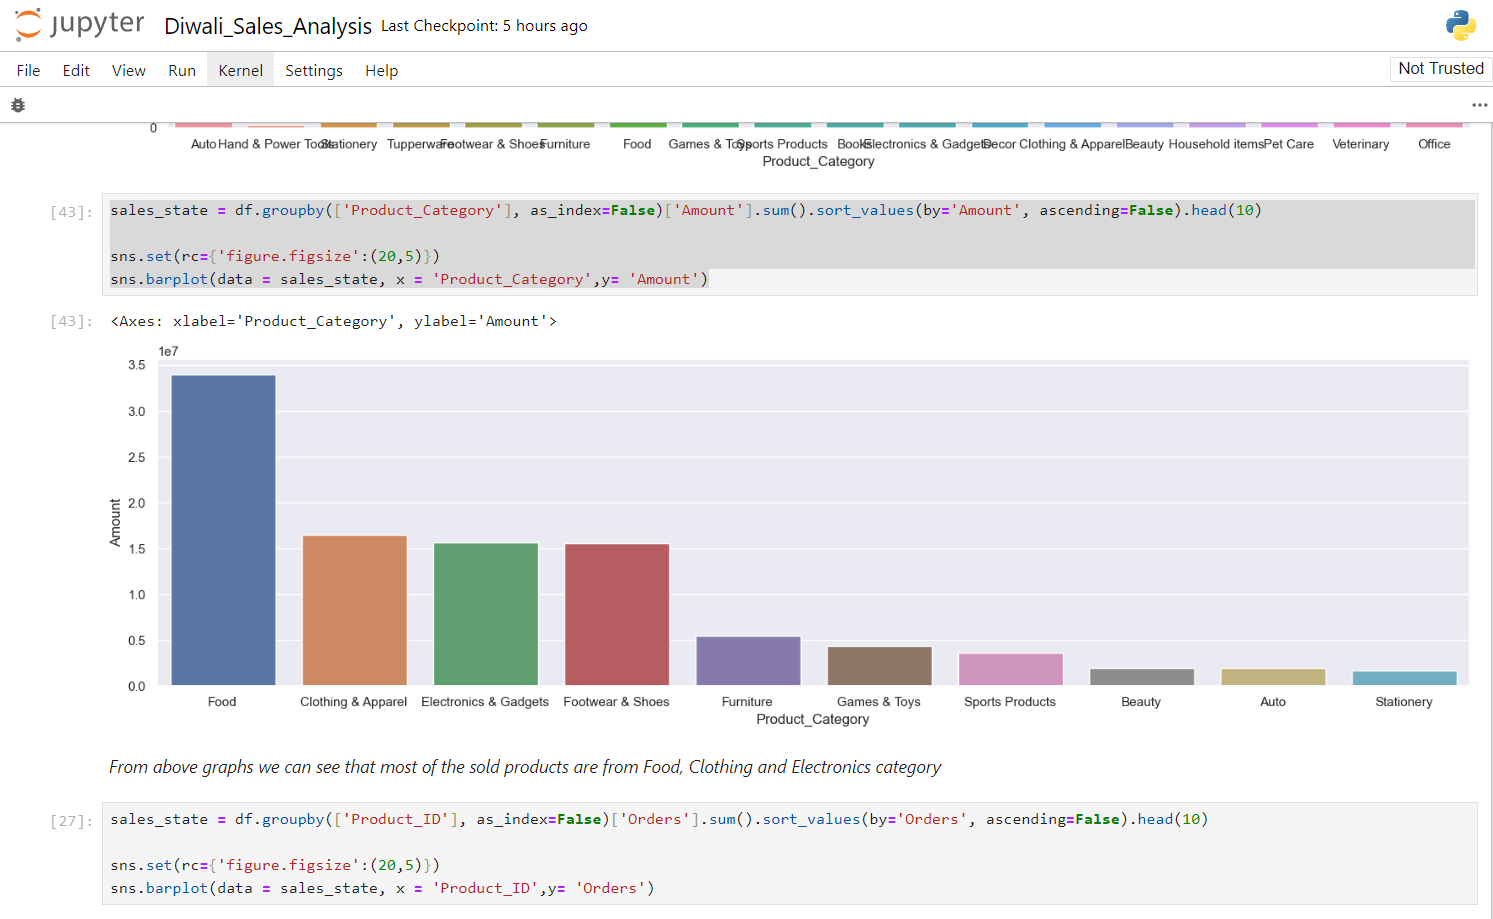 jupyter Diwali_Sales_Analysis Last Checkpoint: 5 hours ago
File Edit View Run Kernel Settings Help Not Trusted
0
Auto Hand & Power Tools Stationery Tupperware Footwear & Shoes Furniture Food Games & Toys Sports Products Books Electronics & Gadgets Decor Clothing & Apparel Beauty Household items Pet Care Veterinary Office
Product_Category
[43]: sales_state = df.groupby(['Product_Category'], as_index=False)['Amount'].sum().sort_values(by='Amount', ascending=False).head(10)
sns.set(rc={'figure.figsize':(20,5)})
sns.barplot(data = sales_state, x = 'Product_Category',y= 'Amount')
[43]: <Axes: xlabel='Product_Category', ylabel='Amount'>
1e7
3.5
3.0
2.5
2.0
1.5
1.0
0.5
0.0
Amount
Food Clothing & Apparel Electronics & Gadgets Footwear & Shoes Furniture Games & Toys Sports Products Beauty Auto Stationery
Product_Category
From above graphs we can see that most of the sold products are from Food, Clothing and Electronics category
[27]: sales_state = df.groupby(['Product_ID'], as_index=False)['Orders'].sum().sort_values(by='Orders', ascending=False).head(10)
sns.set(rc={'figure.figsize':(20,5)})
sns.barplot(data = sales_state, x = 'Product_ID',y= 'Orders')